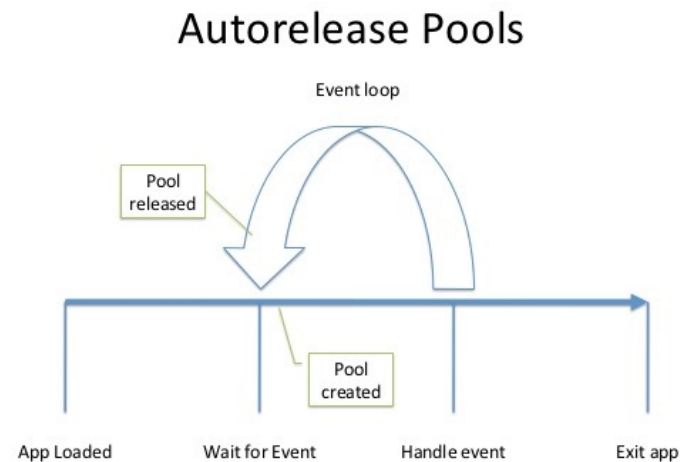 Autorelease Pools
Event loop
Pool
released
Pool
created
App Loaded
Wait for Event
Handle event
Exit app